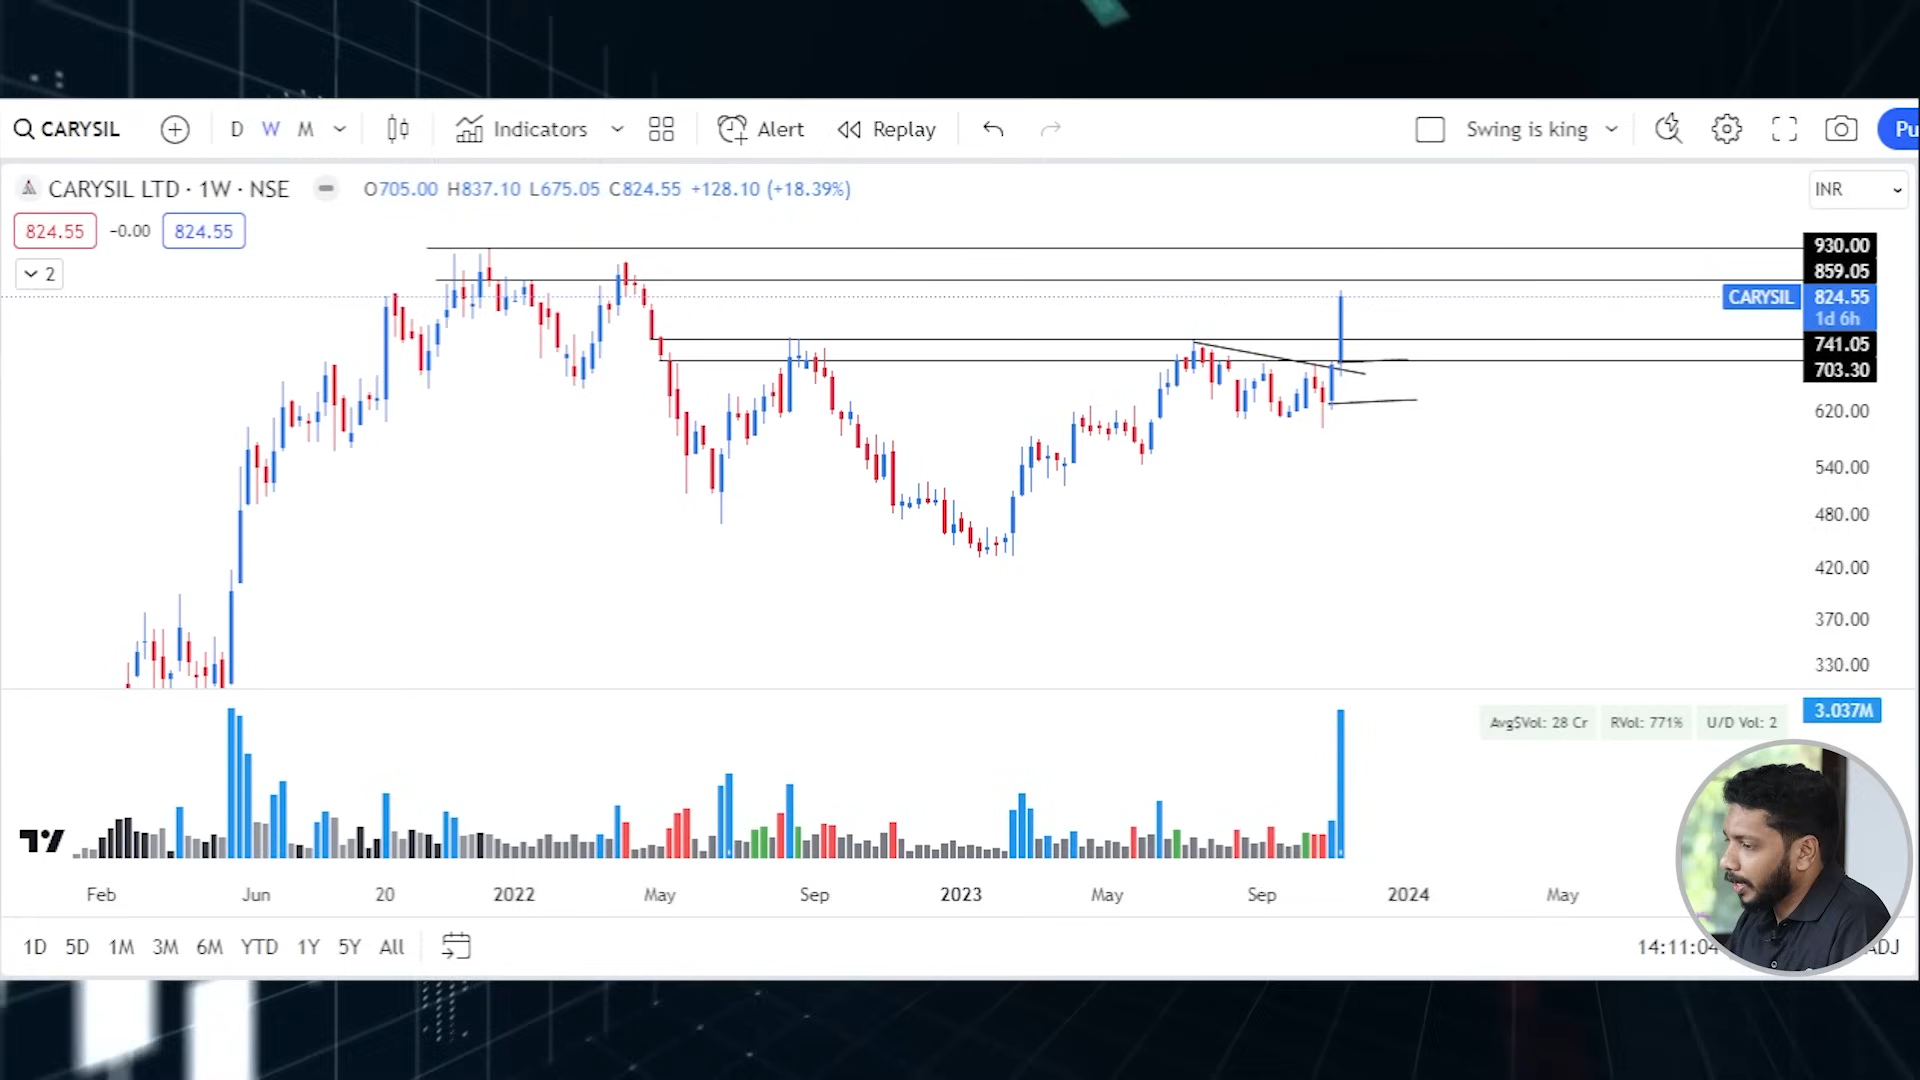 CARYSIL
D W M
Indicators
Alert
Replay
Swing is king
Pu
CARYSIL LTD · 1W · NSE O705.00 H837.10 L675.05 C824.55 +128.10 (+18.39%)
INR
824.55 −0.00 824.55
2
930.00
859.05
CARYSIL 824.55
1d 6h
741.05
703.30
620.00
540.00
480.00
420.00
370.00
330.00
3.037M
Avg$Vol: 28 Cr RVol: 771% U/D Vol: 2
Feb Jun 20 2022 May Sep 2023 May Sep 2024 May
1D 5D 1M 3M 6M YTD 1Y 5Y All
14:11:04 ADJ